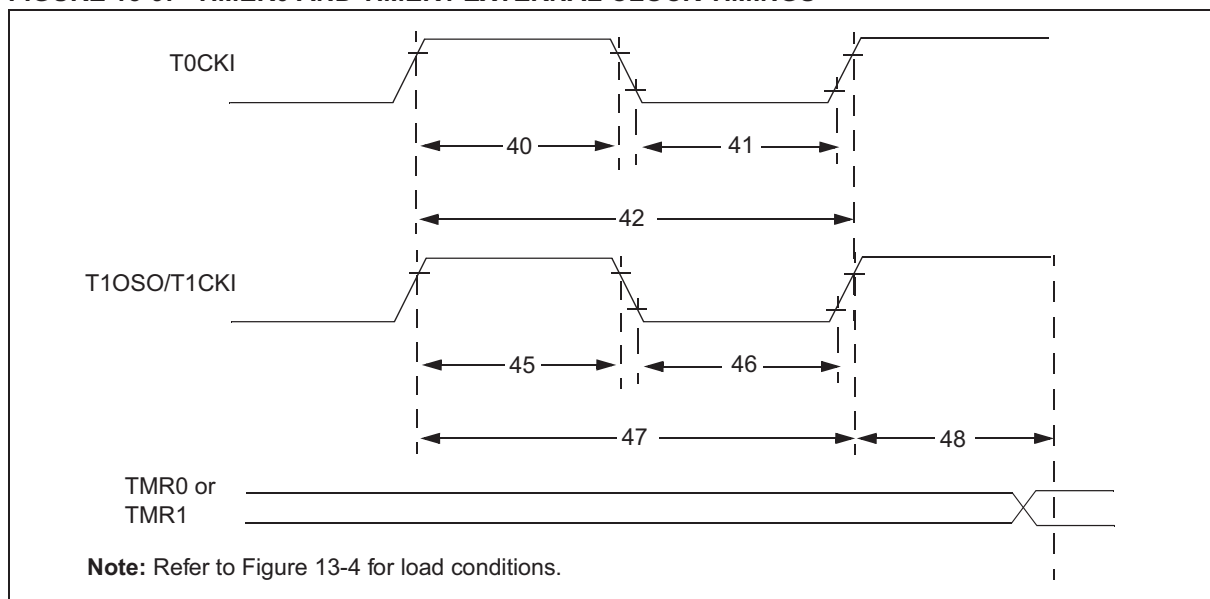 T0CKI
40
41
42
T1OSO/T1CKI
45
46
47
48
TMR0 or
TMR1
Note: Refer to Figure 13-4 for load conditions.